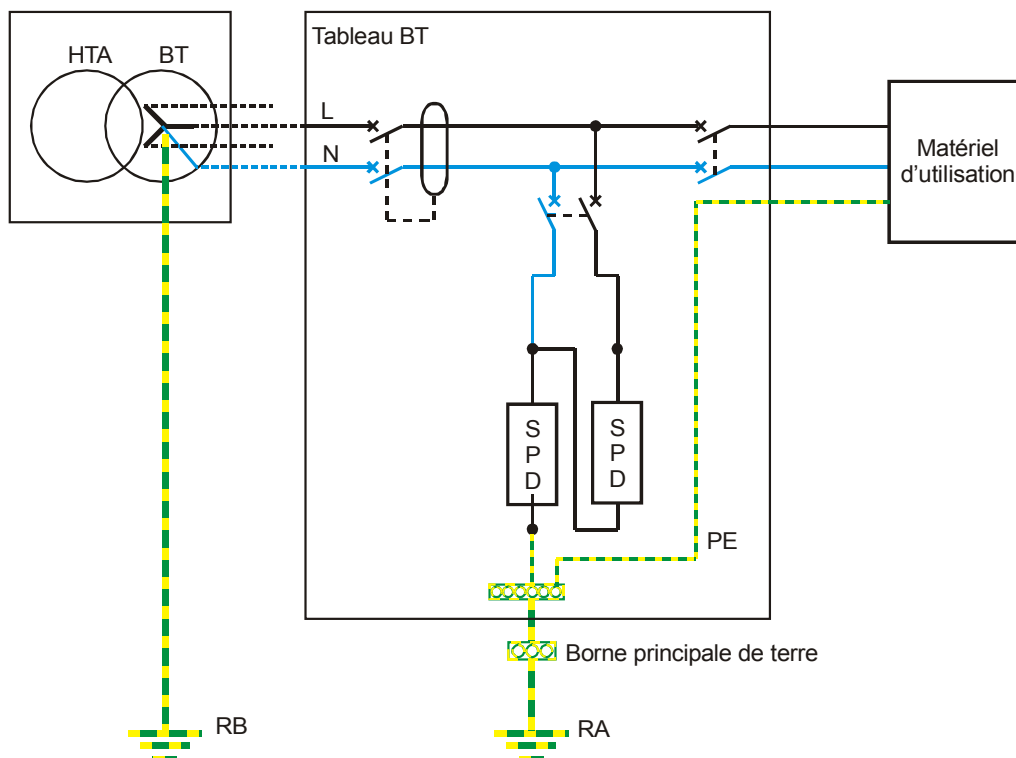 HTA
BT
Tableau BT
L
N
Matériel
d'utilisation
S
P
D
S
P
D
PE
Borne principale de terre
RB
RA